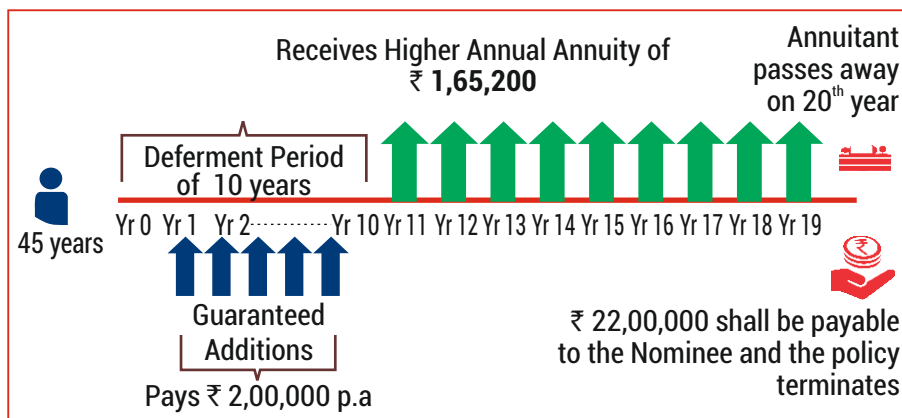 Receives Higher Annual Annuity of
₹ 1,65,200
Annuitant
passes away
on 20th year
Deferment Period
of 10 years
45 years
Yr 0 Yr 1 Yr 2............Yr 10 Yr 11 Yr 12 Yr 13 Yr 14 Yr 15 Yr 16 Yr 17 Yr 18 Yr 19
₹
Guaranteed
Additions
Pays ₹ 2,00,000 p.a
₹ 22,00,000 shall be payable
to the Nominee and the policy
terminates